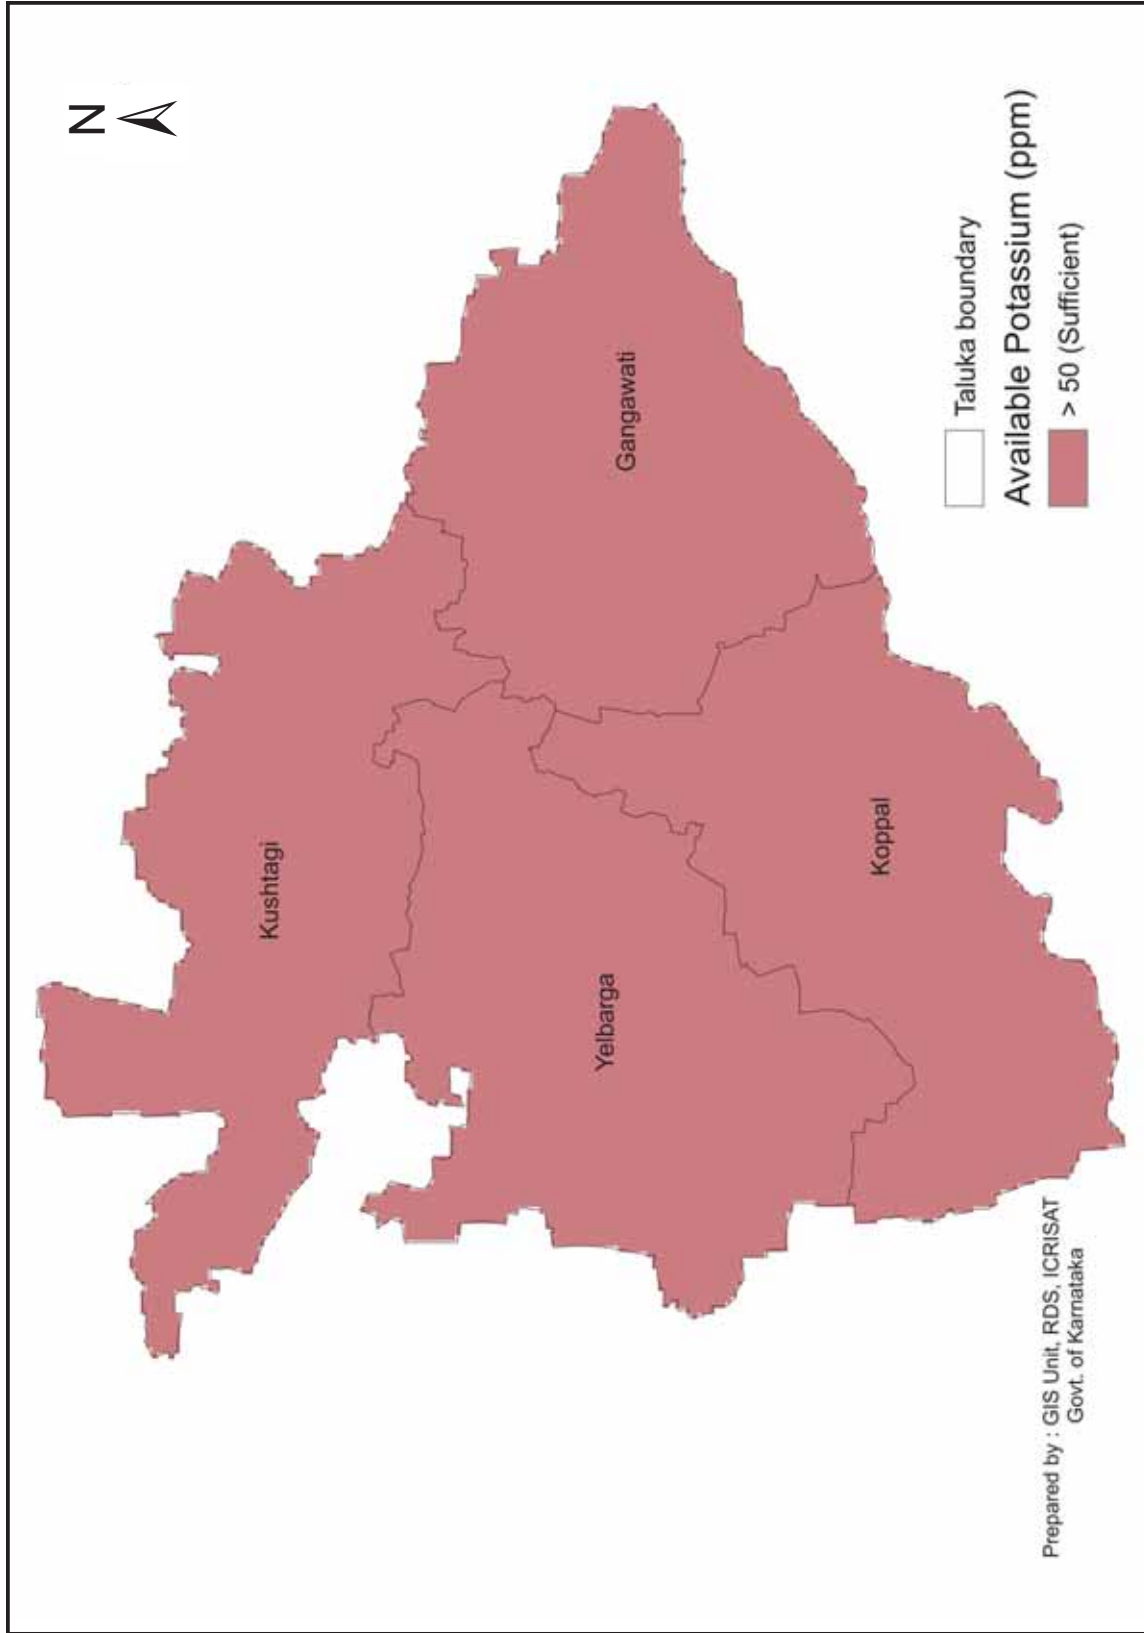 N
Kushtagi
Gangawati
Yelbarga
Koppal
Taluka boundary
Available Potassium (ppm)
> 50 (Sufficient)
Prepared by : GIS Unit, RDS, ICRISAT
Govt. of Karnataka